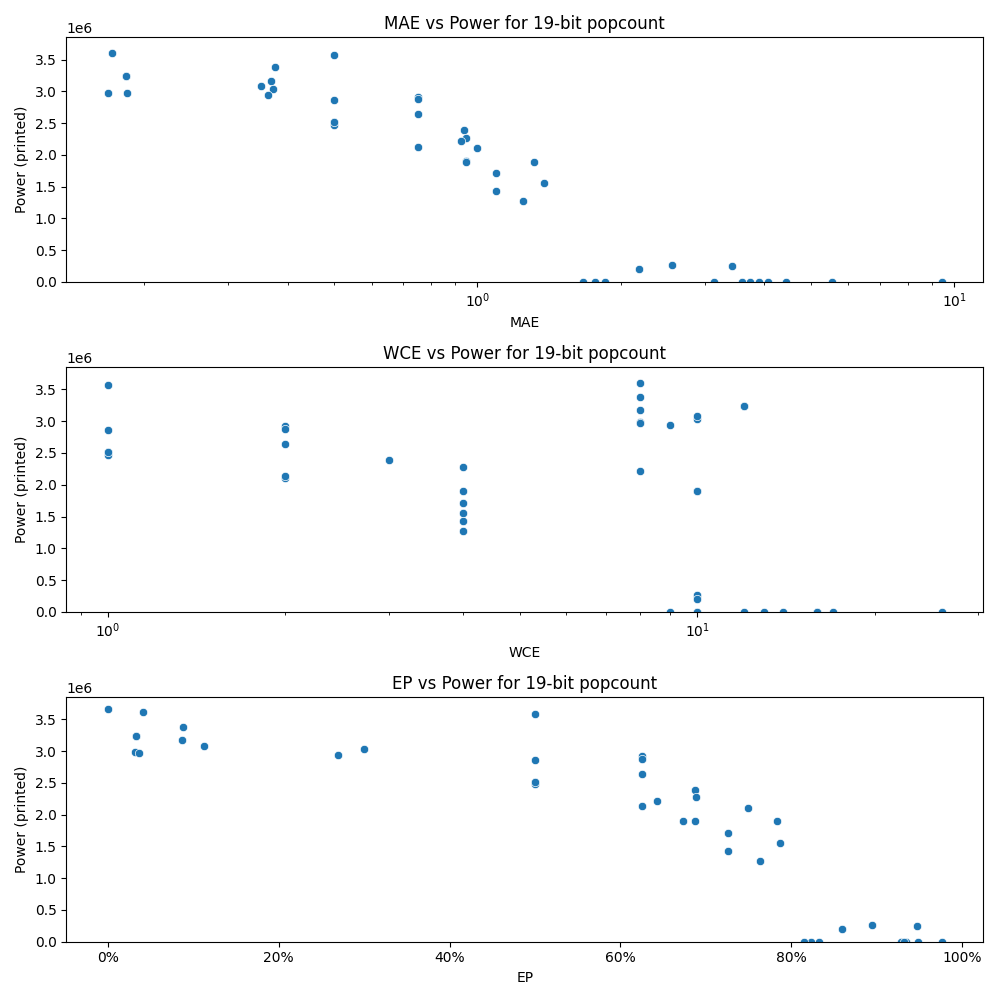 MAE vs Power for 19-bit popcount
1e6
3.5
3.0
2.5
2.0
1.5
1.0
0.5
0.0
Power (printed)
10⁰
10¹
MAE
WCE vs Power for 19-bit popcount
1e6
3.5
3.0
2.5
2.0
1.5
1.0
0.5
0.0
Power (printed)
10⁰
10¹
WCE
EP vs Power for 19-bit popcount
1e6
3.5
3.0
2.5
2.0
1.5
1.0
0.5
0.0
Power (printed)
0%
20%
40%
60%
80%
100%
EP